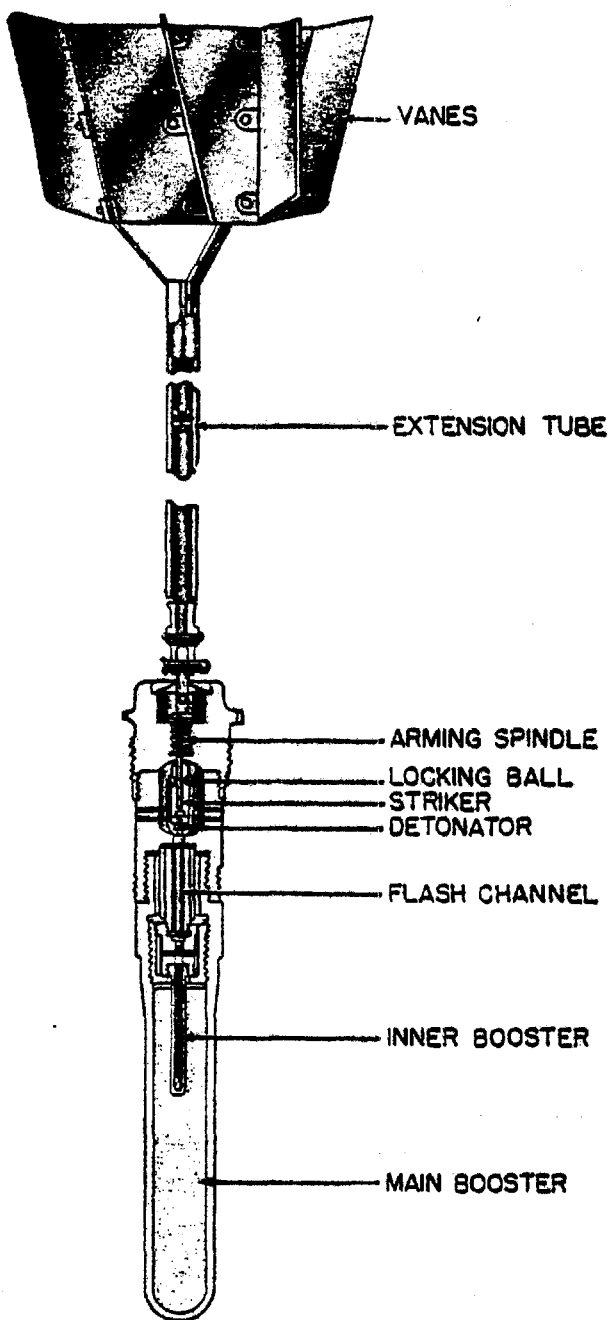 VANES
EXTENSION TUBE
ARMING SPINDLE
LOCKING BALL
STRIKER
DETONATOR
FLASH CHANNEL
INNER BOOSTER
MAIN BOOSTER